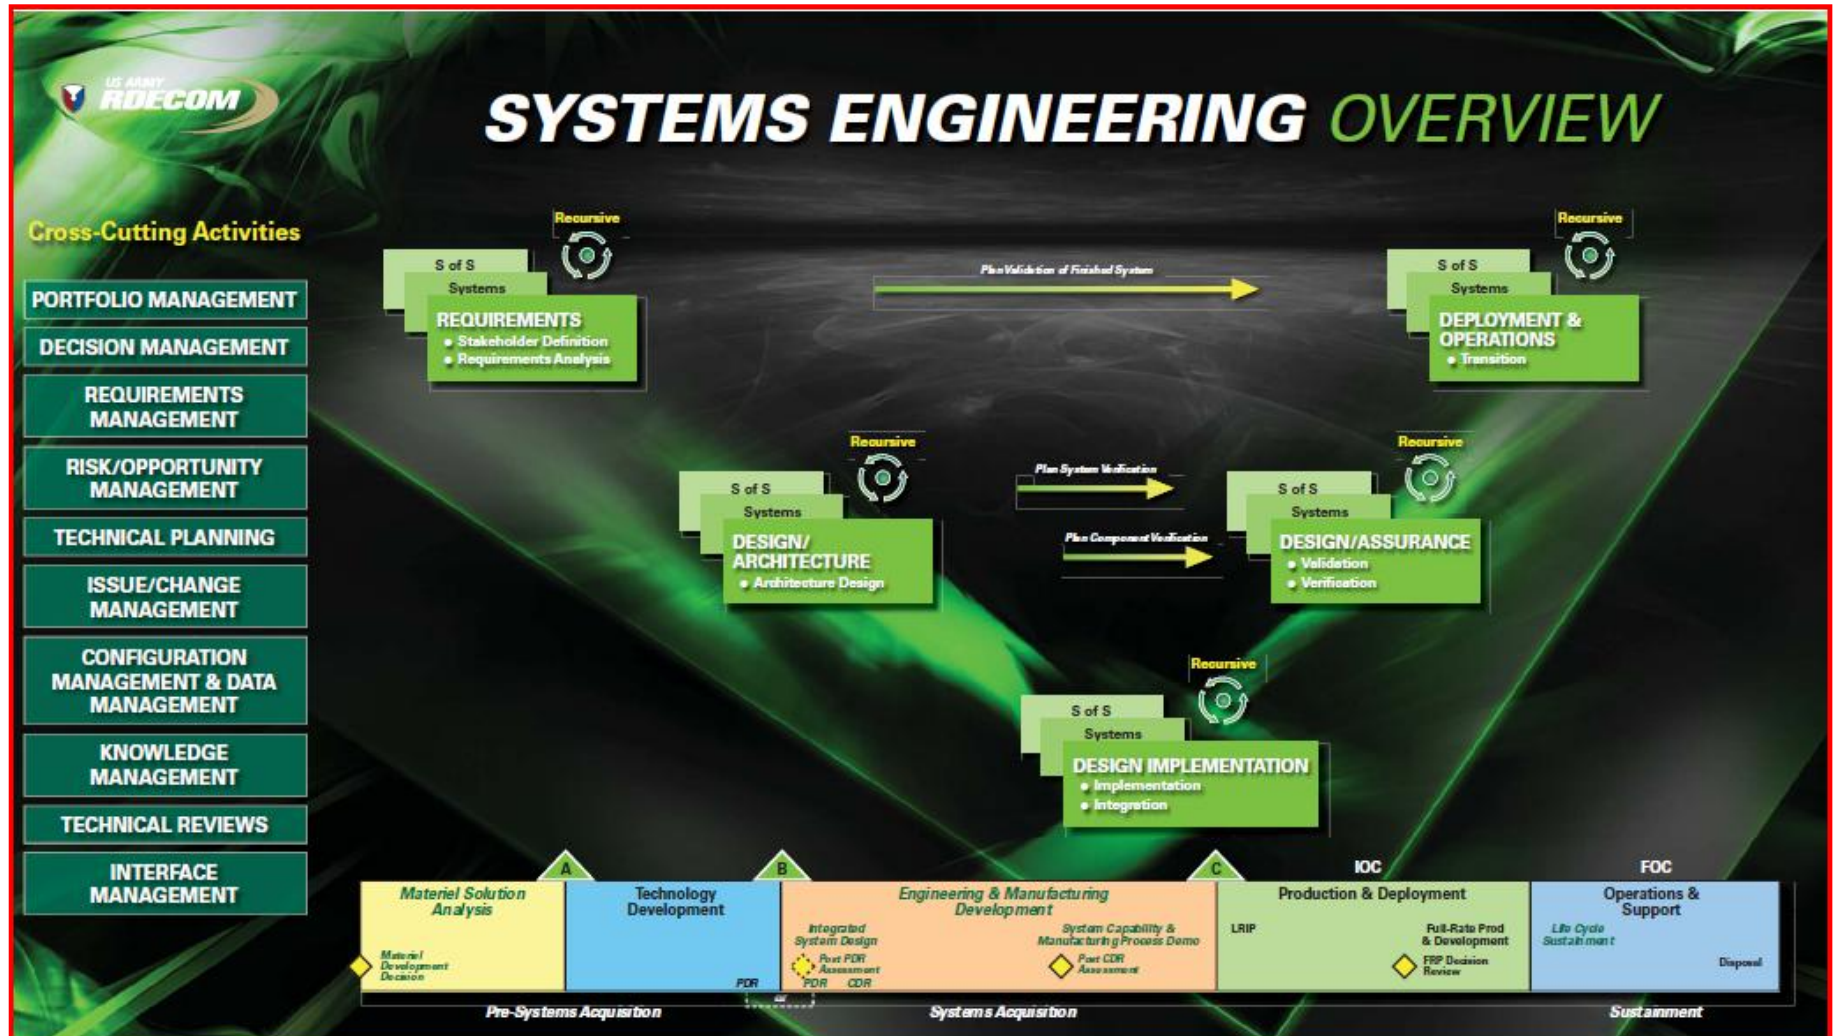 US ARMY
RDECOM
SYSTEMS ENGINEERING OVERVIEW
Cross-Cutting Activities
PORTFOLIO MANAGEMENT
DECISION MANAGEMENT
REQUIREMENTS
MANAGEMENT
RISK/OPPORTUNITY
MANAGEMENT
TECHNICAL PLANNING
ISSUE/CHANGE
MANAGEMENT
CONFIGURATION
MANAGEMENT & DATA
MANAGEMENT
KNOWLEDGE
MANAGEMENT
TECHNICAL REVIEWS
INTERFACE
MANAGEMENT
Recursive
S of S
Systems
REQUIREMENTS
• Stakeholder Definition
• Requirements Analysis
Plan Validation of Finished System
Recursive
S of S
Systems
DEPLOYMENT &
OPERATIONS
• Transition
Recursive
S of S
Systems
DESIGN/
ARCHITECTURE
• Architecture Design
Plan System Verification
Plan Component Verification
Recursive
S of S
Systems
DESIGN/ASSURANCE
• Validation
• Verification
Recursive
S of S
Systems
DESIGN IMPLEMENTATION
• Implementation
• Integration
A
B
C
IOC
FOC
Materiel Solution
Analysis
Materiel
Development
Decision
Technology
Development
PDR
Engineering & Manufacturing
Development
Integrated
System Design
Post PDR
Assessment
PDR CDR
System Capability &
Manufacturing Process Demo
Post CDR
Assessment
Production & Deployment
LRIP
Full-Rate Prod
& Development
FRP Decision
Review
Operations &
Support
Life Cycle
Sustainment
Disposal
or
Pre-Systems Acquisition
Systems Acquisition
Sustainment